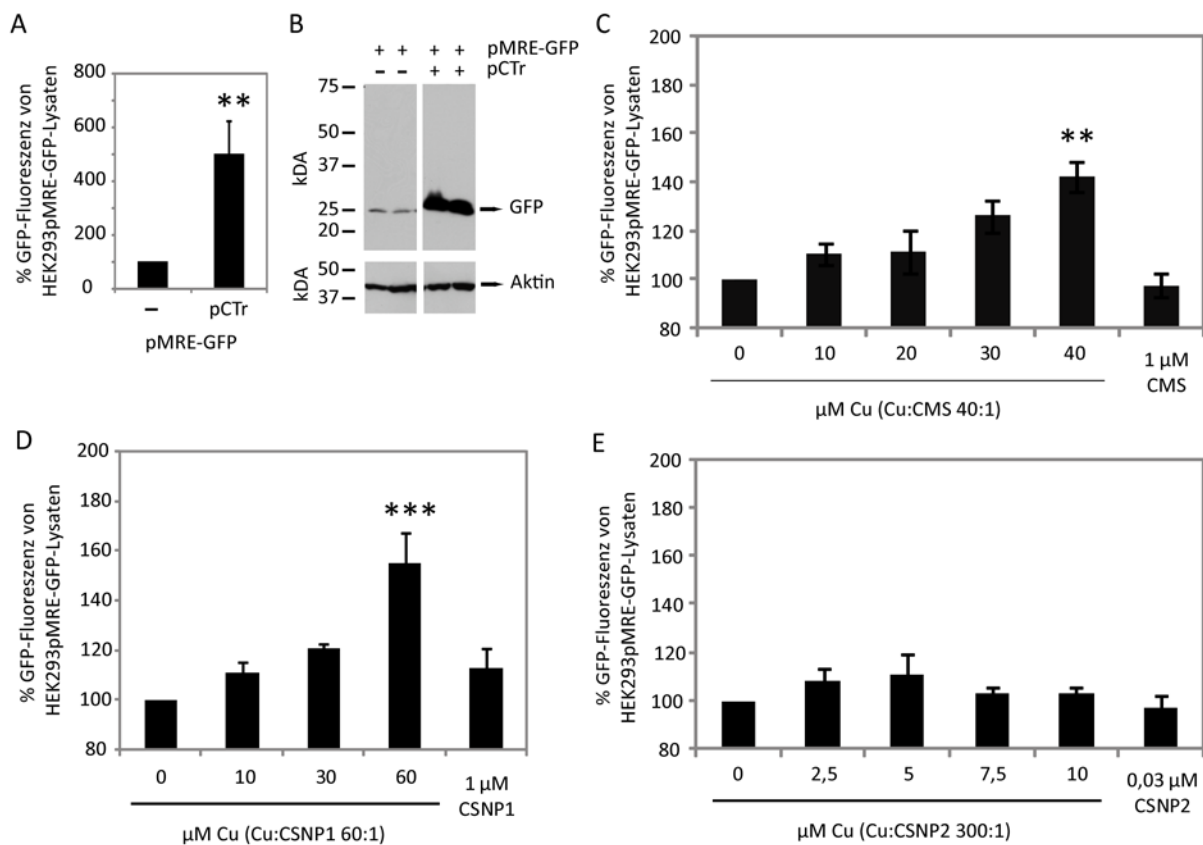 A
% GFP-Fluoreszenz von
HEK293pMRE-GFP-Lysaten
800
600
400
200
0
**
–
pCTr
pMRE-GFP
B
+ + + + pMRE-GFP
– – + + pCTr
kDA
75
50
37
25
20
GFP
kDA
50
37
Aktin
C
% GFP-Fluoreszenz von
HEK293pMRE-GFP-Lysaten
200
180
160
140
120
100
80
**
0 10 20 30 40 1 µM
CMS
µM Cu (Cu:CMS 40:1)
D
% GFP-Fluoreszenz von
HEK293pMRE-GFP-Lysaten
200
180
160
140
120
100
80
***
0 10 30 60 1 µM
CSNP1
µM Cu (Cu:CSNP1 60:1)
E
% GFP-Fluoreszenz von
HEK293pMRE-GFP-Lysaten
200
180
160
140
120
100
80
0 2,5 5 7,5 10 0,03 µM
CSNP2
µM Cu (Cu:CSNP2 300:1)